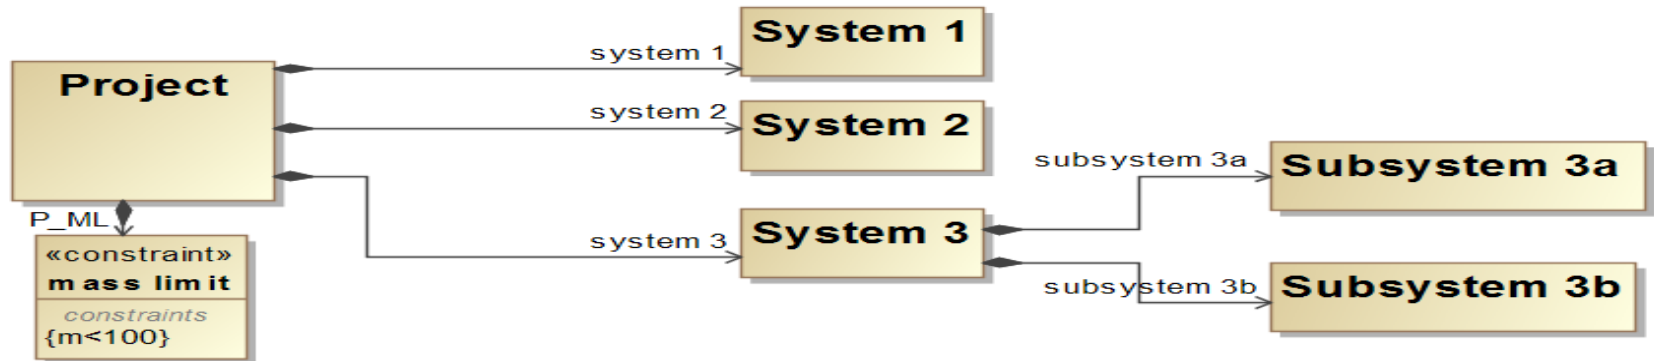 Project
P_ML
«constraint»
mass limit
constraints
{m<100}
system 1
System 1
system 2
System 2
system 3
System 3
subsystem 3a
Subsystem 3a
subsystem 3b
Subsystem 3b